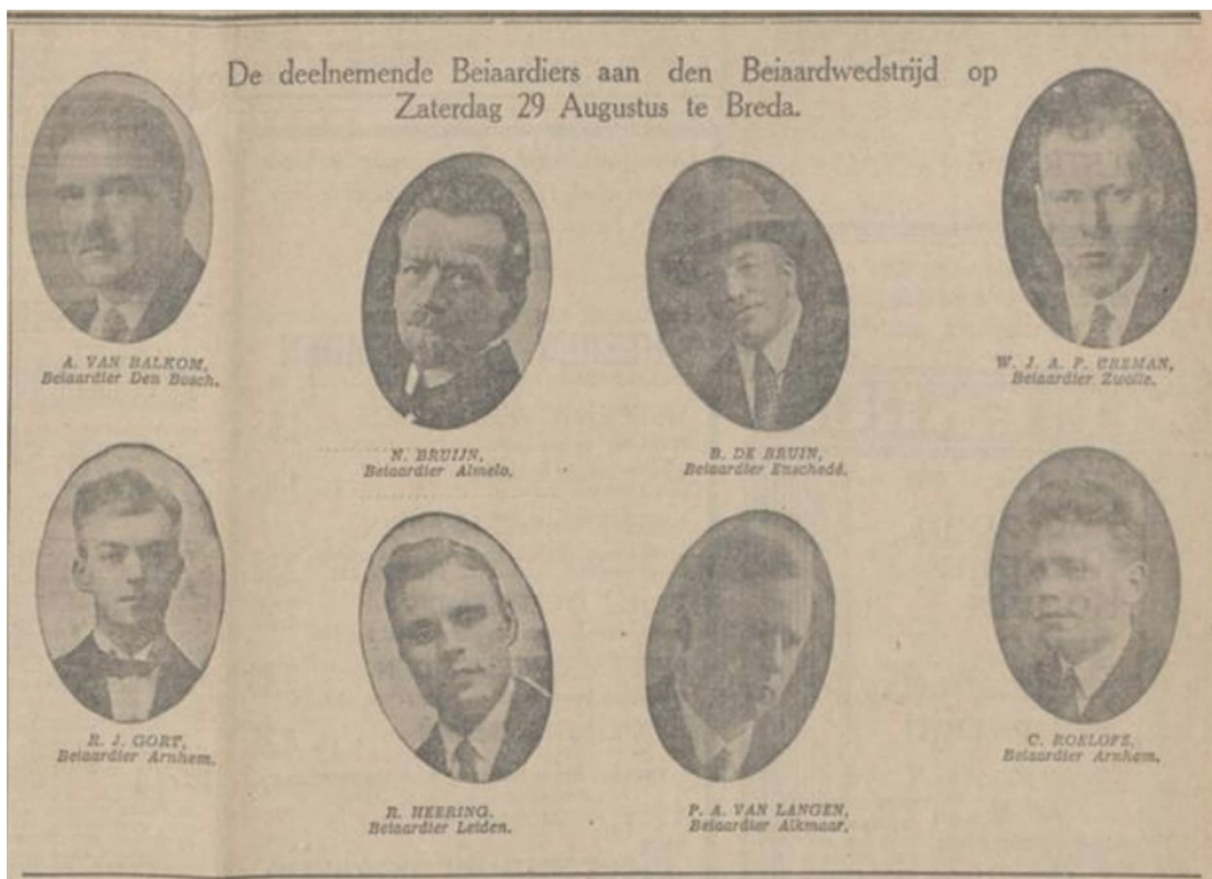 De deelnemende Beiaardiers aan den Beiaardwedstrijd op
Zaterdag 29 Augustus te Breda.
A. VAN BALKOM,
Beiaardier Den Bosch.
N. BRUIJN,
Beiaardier Almelo.
B. DE BRUIN,
Beiaardier Enschedé.
W. J. A. P. CREMAN,
Beiaardier Zwolle.
R. J. GORT,
Beiaardier Arnhem.
R. HEERING.
Beiaardier Leiden.
P. A. VAN LANGEN,
Beiaardier Alkmaar.
C. ROELOFS,
Beiaardier Arnhem.